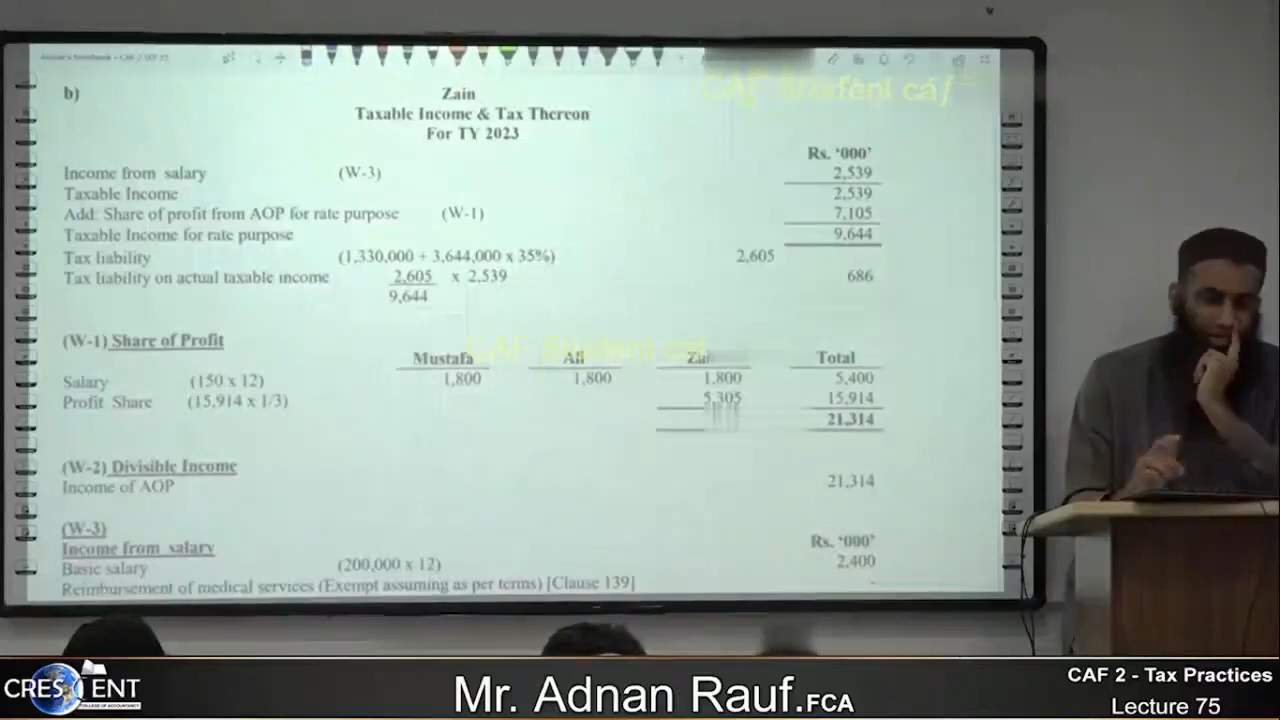 b)
Zain
Taxable Income & Tax Thereon
For TY 2023
Rs. ‘000’
Income from salary (W-3) 2,539
Taxable Income 2,539
Add: Share of profit from AOP for rate purpose (W-1) 7,105
Taxable Income for rate purpose 9,644
Tax liability (1,330,000 + 3,644,000 x 35%) 2,605
Tax liability on actual taxable income 2,605 x 2,539 686
9,644
(W-1) Share of Profit
CAF Student caf
Mustafa Ali Total
Salary (150 x 12) 1,800 1,800 1,800 5,400
Profit Share (15,914 x 1/3) 5,305 15,914
21,314
(W-2) Divisible Income
Income of AOP 21,314
(W-3)
Income from salary Rs. ‘000’
Basic salary (200,000 x 12) 2,400
Reimbursement of medical services (Exempt assuming as per terms) [Clause 139]
CRESCENT
COLLEGE OF ACCOUNTANCY
Mr. Adnan Rauf.FCA
CAF 2 - Tax Practices
Lecture 75